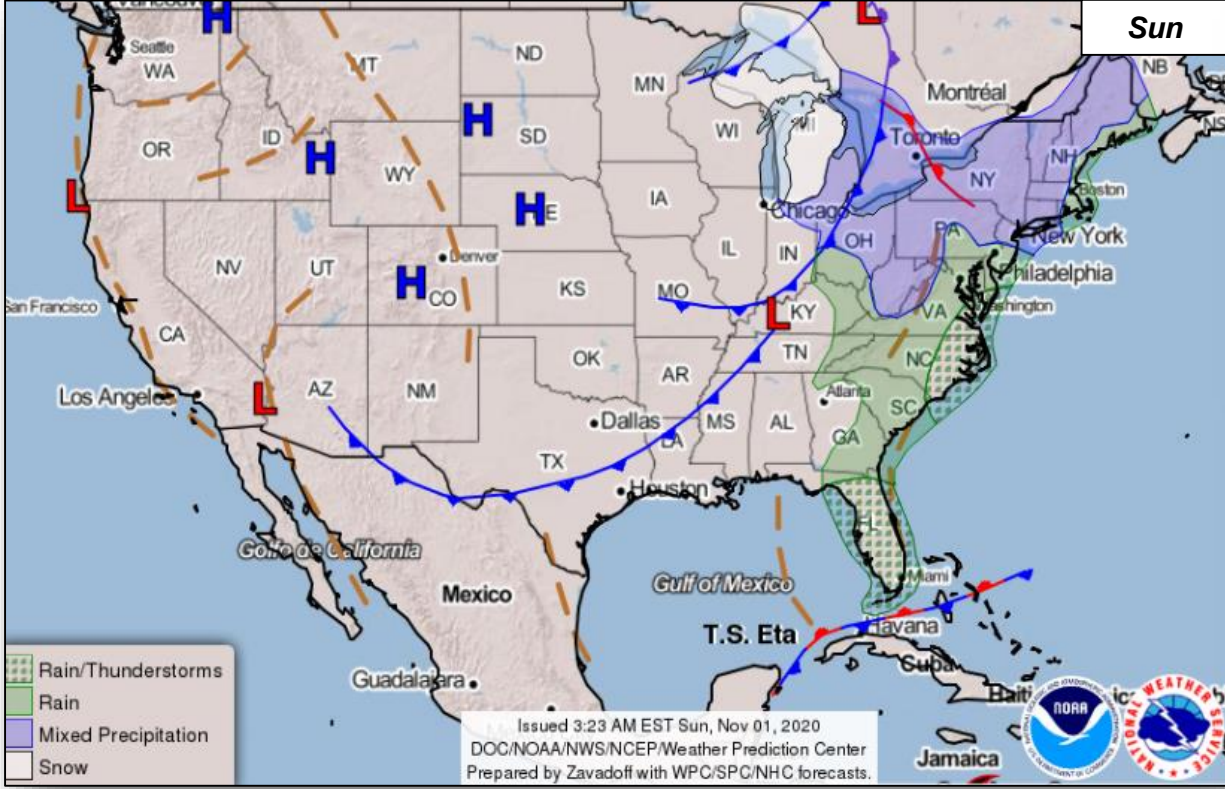 Sun
H
L
Seattle
WA
MT
ND
MN
Montréal
NB
NS
OR
ID
H
H
SD
WI
MI
Toronto
NH
WY
NY
Boston
L
H
E
IA
Chicago
PA
New York
OH
NV
UT
Denver
IL
IN
Philadelphia
San Francisco
H
CO
KS
MO
L
KY
VA
Washington
CA
OK
TN
NC
Los Angeles
L
AZ
NM
AR
Atlanta
SC
Dallas
LA
MS
AL
GA
TX
Houston
FL
Golfo de California
Mexico
Gulf of Mexico
Miami
T.S. Eta
Havana
Cuba
Guadalajara
Haiti
Jamaica
Rain/Thunderstorms
Rain
Mixed Precipitation
Snow
Issued 3:23 AM EST Sun, Nov 01, 2020
DOC/NOAA/NWS/NCEP/Weather Prediction Center
Prepared by Zavadoff with WPC/SPC/NHC forecasts.
NOAA
NATIONAL WEATHER SERVICE